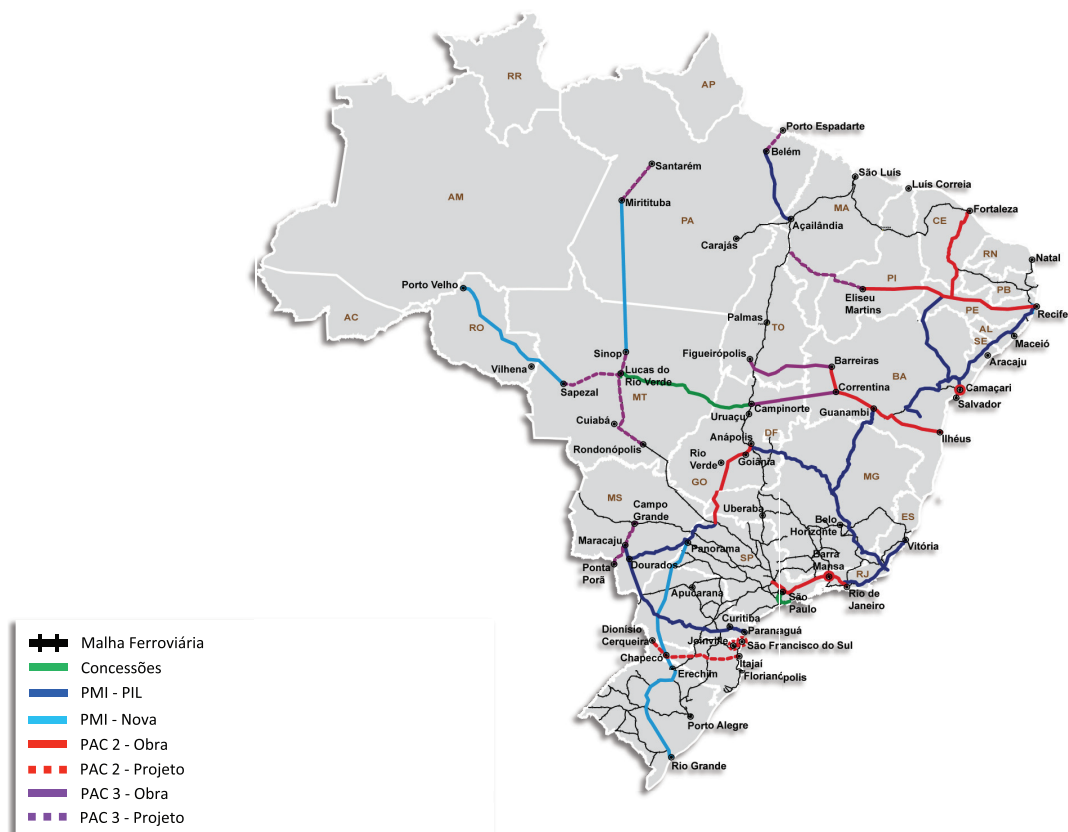 RR
AP
Porto Espadarte
Belém
Santarém
São Luís
Luís Correia
AM
Miritituba
MA
Fortaleza
PA
CE
Açailândia
Carajás
RN
Natal
PI
Porto Velho
Eliseu
Martins
PB
PE
Recife
AC
RO
Palmas
TO
AL
SE
Maceió
Sinop
Figueirópolis
Barreiras
Aracaju
Vilhena
Lucas do
Rio Verde
BA
Camaçari
Sapezal
MT
Correntina
Salvador
Campinorte
Guanambi
Uruaçu
Cuiabá
Ilhéus
Rondonópolis
Anápolis
DF
Rio
Verde
Goiânia
GO
MG
MS
Campo
Grande
Uberaba
Belo
Horizonte
ES
Maracaju
Panorama
Vitória
SP
Barra
Mansa
Ponta
Porã
Dourados
RJ
Apucarana
São
Paulo
Rio de
Janeiro
Curitiba
Dionísio
Cerqueira
Paranaguá
Joinville
São Francisco do Sul
Chapecó
Itajaí
Erechim
Florianópolis
Porto Alegre
Rio Grande
Malha Ferroviária
Concessões
PMI - PIL
PMI - Nova
PAC 2 - Obra
PAC 2 - Projeto
PAC 3 - Obra
PAC 3 - Projeto